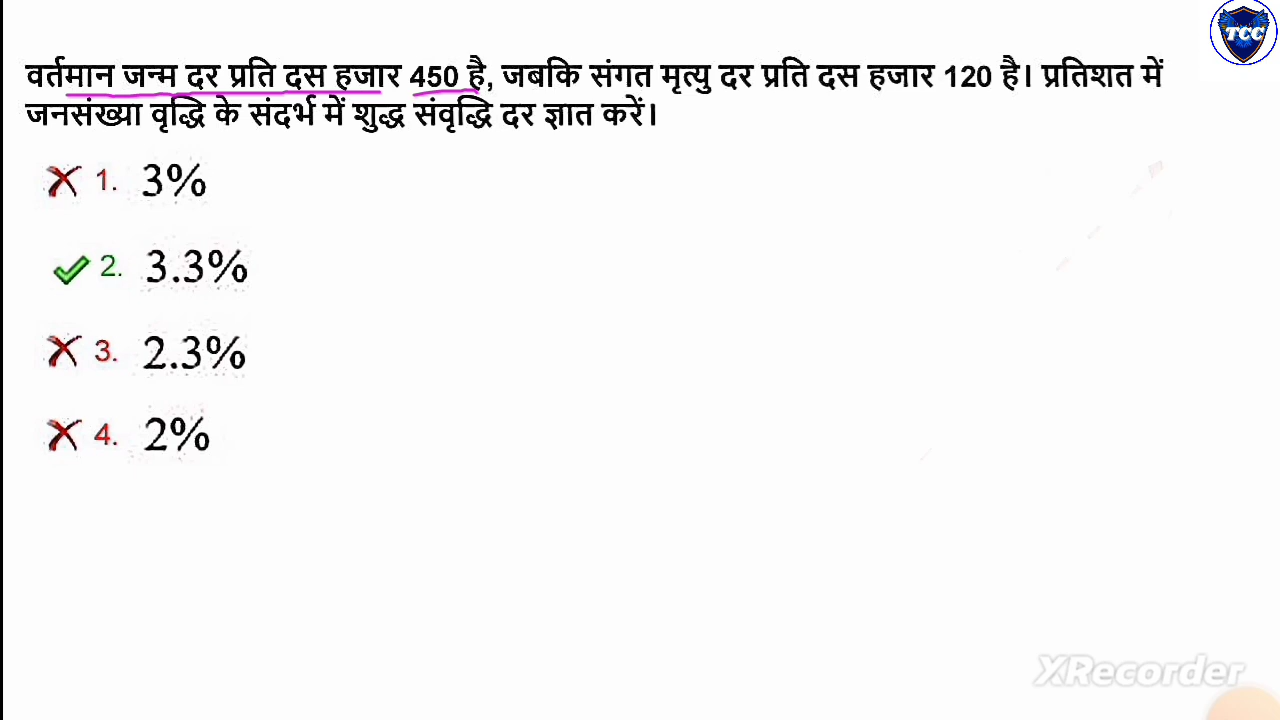 TCC
वर्तमान जन्म दर प्रति दस हजार 450 है, जबकि संगत मृत्यु दर प्रति दस हजार 120 है। प्रतिशत में
जनसंख्या वृद्धि के संदर्भ में शुद्ध संवृद्धि दर ज्ञात करें।
1. 3%
2. 3.3%
3. 2.3%
4. 2%
XRecorder